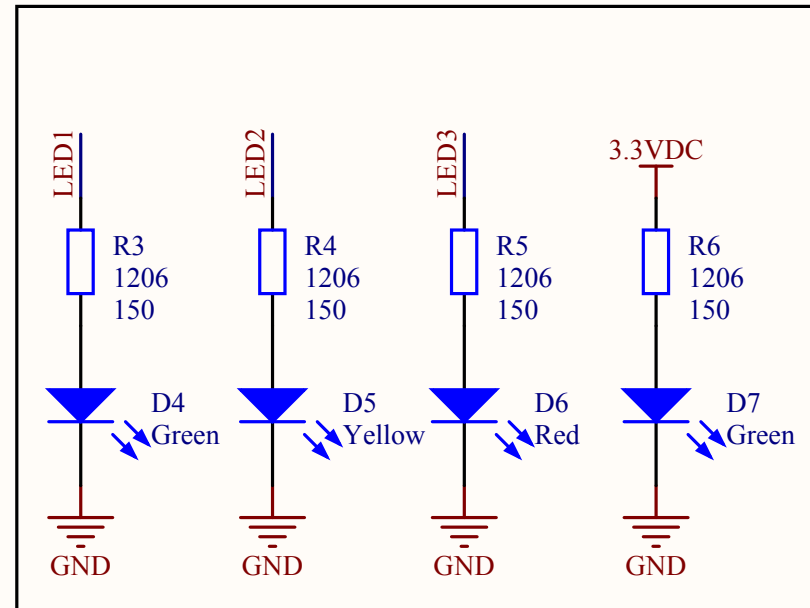 LED1
LED2
LED3
3.3VDC
R3
1206
150
R4
1206
150
R5
1206
150
R6
1206
150
D4
Green
D5
Yellow
D6
Red
D7
Green
GND
GND
GND
GND